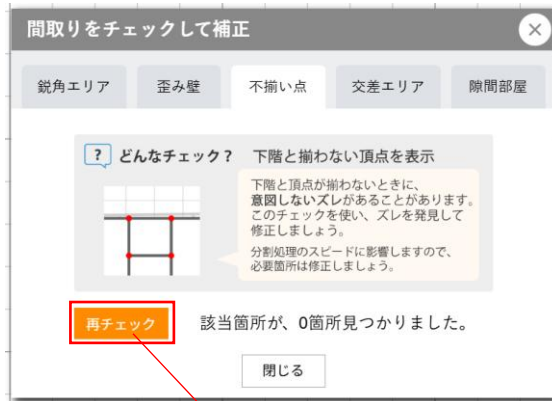 間取りをチェックして補正
×
鋭角エリア 歪み壁 不揃い点 交差エリア 隙間部屋
? どんなチェック? 下階と揃わない頂点を表示
下階と頂点が揃わないときに、
意図しないズレがあることがあります。
このチェックを使い、ズレを発見して
修正しましょう。
分割処理のスピードに影響しますので、
必要箇所は修正しましょう。
再チェック 該当箇所が、0箇所見つかりました。
閉じる